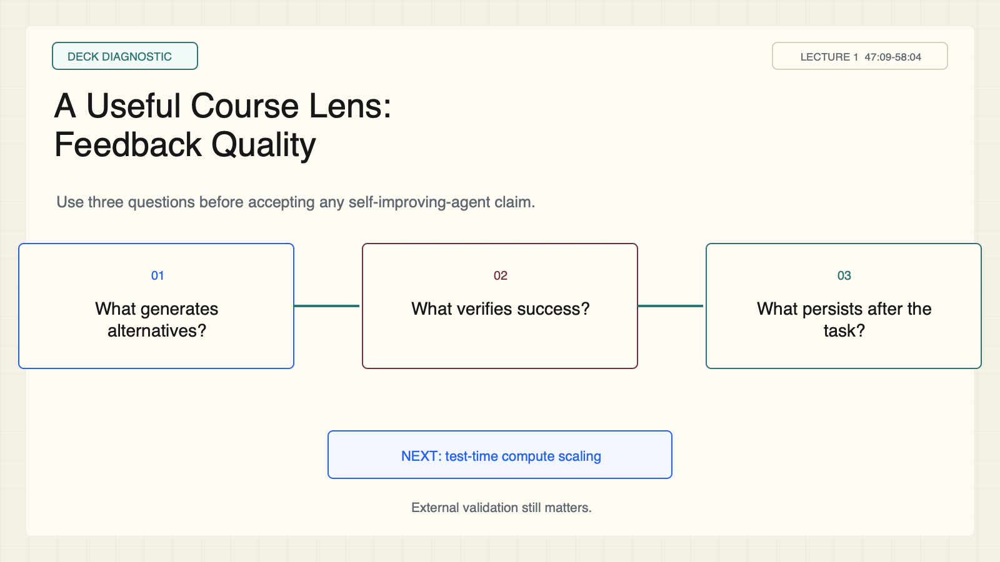 DECK DIAGNOSTIC
LECTURE 1  47:09-58:04
A Useful Course Lens:
Feedback Quality
Use three questions before accepting any self-improving-agent claim.
01
What generates
alternatives?
02
What verifies success?
03
What persists after the
task?
NEXT: test-time compute scaling
External validation still matters.